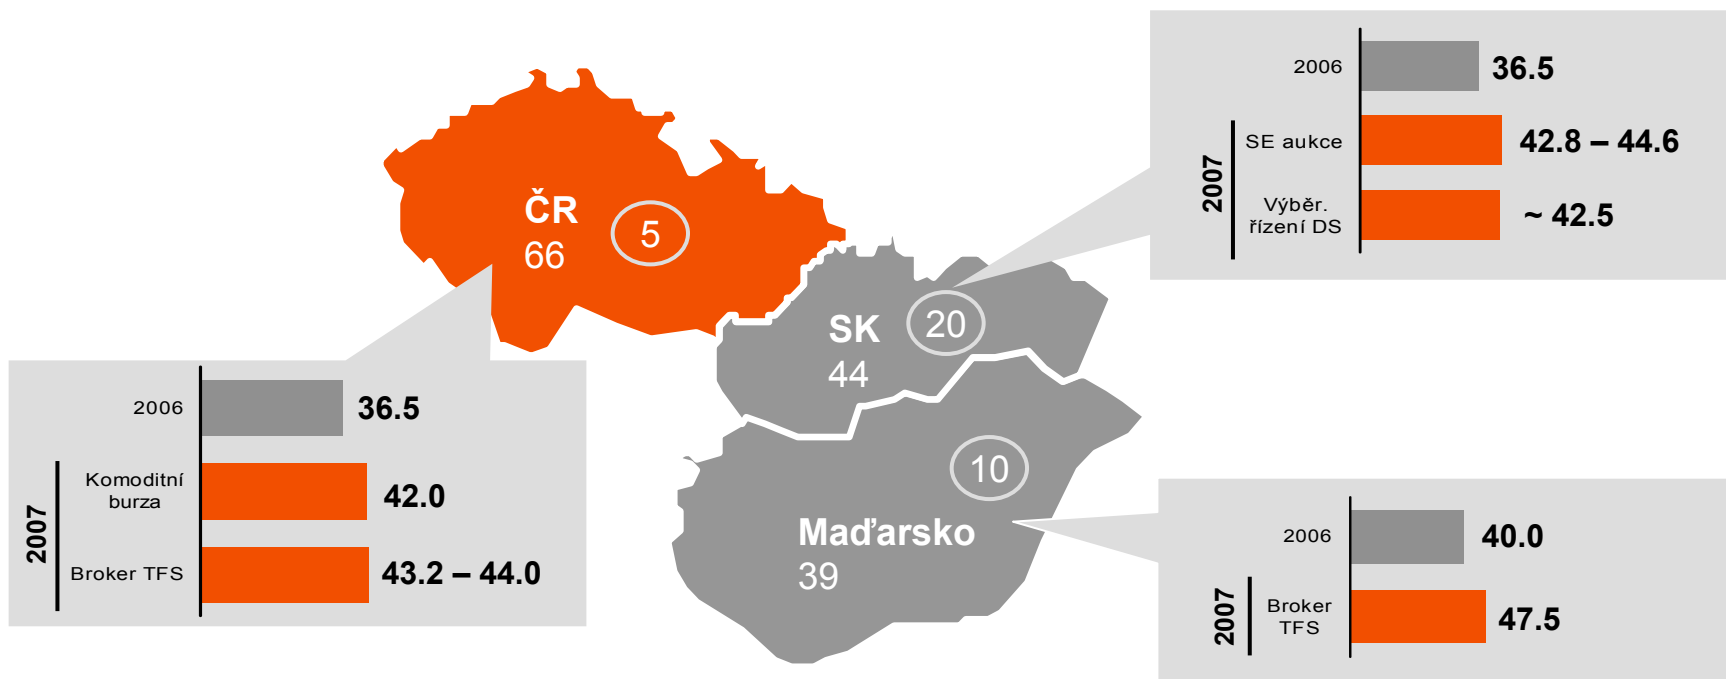 ČR
66
5
SK
44
20
Maďarsko
39
10
2006
36.5
2007
SE aukce
42.8 – 44.6
Výběr.
řízení DS
~ 42.5
2006
36.5
2007
Komoditní
burza
42.0
Broker TFS
43.2 – 44.0
2006
40.0
2007
Broker
TFS
47.5